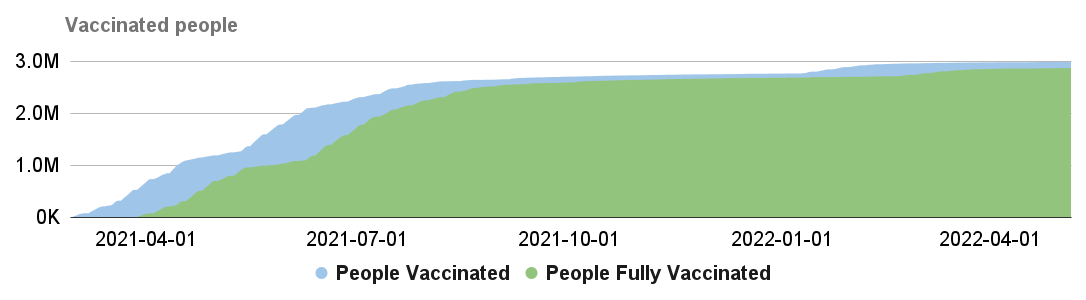 Vaccinated people
3.0M
2.0M
1.0M
0K
2021-04-01 2021-07-01 2021-10-01 2022-01-01 2022-04-01
People Vaccinated People Fully Vaccinated